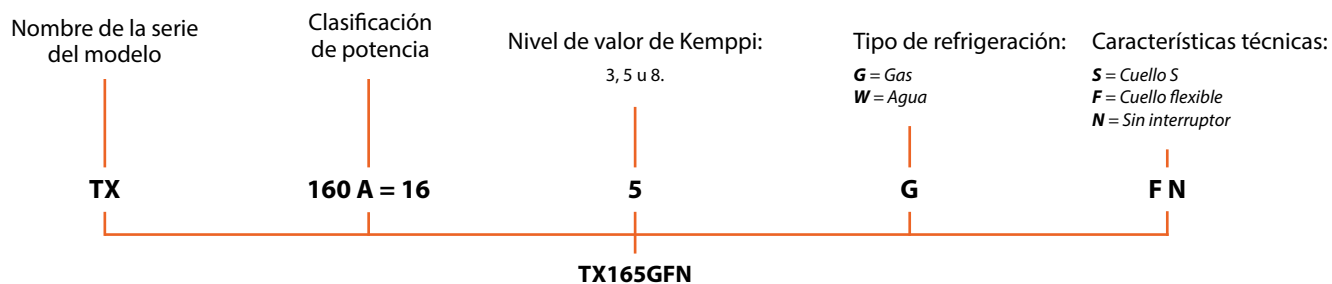 Nombre de la serie
del modelo
Clasificación
de potencia
Nivel de valor de Kemppi:
3, 5 u 8.
Tipo de refrigeración:
G = Gas
W = Agua
Características técnicas:
S = Cuello S
F = Cuello flexible
N = Sin interruptor
TX
160 A = 16
5
G
F N
TX165GFN